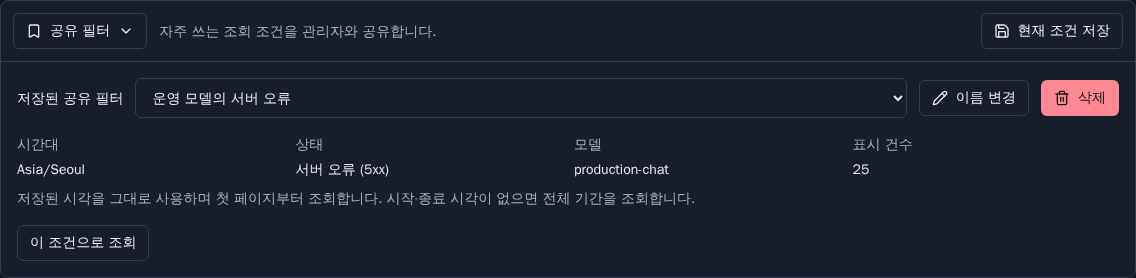 공유 필터 자주 쓰는 조회 조건을 관리자와 공유합니다. 현재 조건 저장
저장된 공유 필터 운영 모델의 서버 오류 이름 변경 삭제
시간대 상태 모델 표시 건수
Asia/Seoul 서버 오류 (5xx) production-chat 25
저장된 시각을 그대로 사용하며 첫 페이지부터 조회합니다. 시작·종료 시각이 없으면 전체 기간을 조회합니다.
이 조건으로 조회